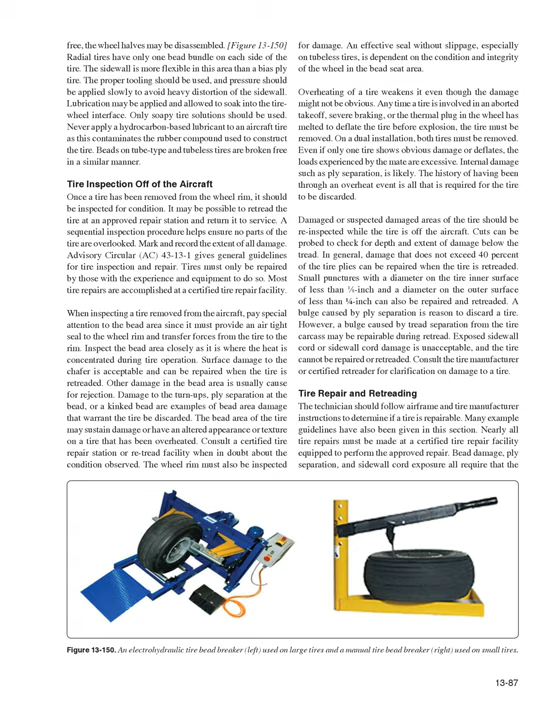 free, the wheel halves may be disassembled. [Figure 13-150]
Radial tires have only one bead bundle on each side of the
tire. The sidewall is more flexible in this area than a bias ply
tire. The proper tooling should be used, and pressure should
be applied slowly to avoid heavy distortion of the sidewall.
Lubrication may be applied and allowed to soak into the tire-
wheel interface. Only soapy tire solutions should be used.
Never apply a hydrocarbon-based lubricant to an aircraft tire
as this contaminates the rubber compound used to construct
the tire. Beads on tube-type and tubeless tires are broken free
in a similar manner.
Tire Inspection Off of the Aircraft
Once a tire has been removed from the wheel rim, it should
be inspected for condition. It may be possible to retread the
tire at an approved repair station and return it to service. A
sequential inspection procedure helps ensure no parts of the
tire are overlooked. Mark and record the extent of all damage.
Advisory Circular (AC) 43-13-1 gives general guidelines
for tire inspection and repair. Tires must only be repaired
by those with the experience and equipment to do so. Most
tire repairs are accomplished at a certified tire repair facility.
When inspecting a tire removed from the aircraft, pay special
attention to the bead area since it must provide an air tight
seal to the wheel rim and transfer forces from the tire to the
rim. Inspect the bead area closely as it is where the heat is
concentrated during tire operation. Surface damage to the
chafer is acceptable and can be repaired when the tire is
retreaded. Other damage in the bead area is usually cause
for rejection. Damage to the turn-ups, ply separation at the
bead, or a kinked bead are examples of bead area damage
that warrant the tire be discarded. The bead area of the tire
may sustain damage or have an altered appearance or texture
on a tire that has been overheated. Consult a certified tire
repair station or re-tread facility when in doubt about the
condition observed. The wheel rim must also be inspected
for damage. An effective seal without slippage, especially
on tubeless tires, is dependent on the condition and integrity
of the wheel in the bead seat area.
Overheating of a tire weakens it even though the damage
might not be obvious. Any time a tire is involved in an aborted
takeoff, severe braking, or the thermal plug in the wheel has
melted to deflate the tire before explosion, the tire must be
removed. On a dual installation, both tires must be removed.
Even if only one tire shows obvious damage or deflates, the
loads experienced by the mate are excessive. Internal damage
such as ply separation, is likely. The history of having been
through an overheat event is all that is required for the tire
to be discarded.
Damaged or suspected damaged areas of the tire should be
re-inspected while the tire is off the aircraft. Cuts can be
probed to check for depth and extent of damage below the
tread. In general, damage that does not exceed 40 percent
of the tire plies can be repaired when the tire is retreaded.
Small punctures with a diameter on the tire inner surface
of less than ⅛-inch and a diameter on the outer surface
of less than ¼-inch can also be repaired and retreaded. A
bulge caused by ply separation is reason to discard a tire.
However, a bulge caused by tread separation from the tire
carcass may be repairable during retread. Exposed sidewall
cord or sidewall cord damage is unacceptable, and the tire
cannot be repaired or retreaded. Consult the tire manufacturer
or certified retreader for clarification on damage to a tire.
Tire Repair and Retreading
The technician should follow airframe and tire manufacturer
instructions to determine if a tire is repairable. Many example
guidelines have also been given in this section. Nearly all
tire repairs must be made at a certified tire repair facility
equipped to perform the approved repair. Bead damage, ply
separation, and sidewall cord exposure all require that the
Figure 13-150. An electrohydraulic tire bead breaker (left) used on large tires and a manual tire bead breaker (right) used on small tires.
13-87